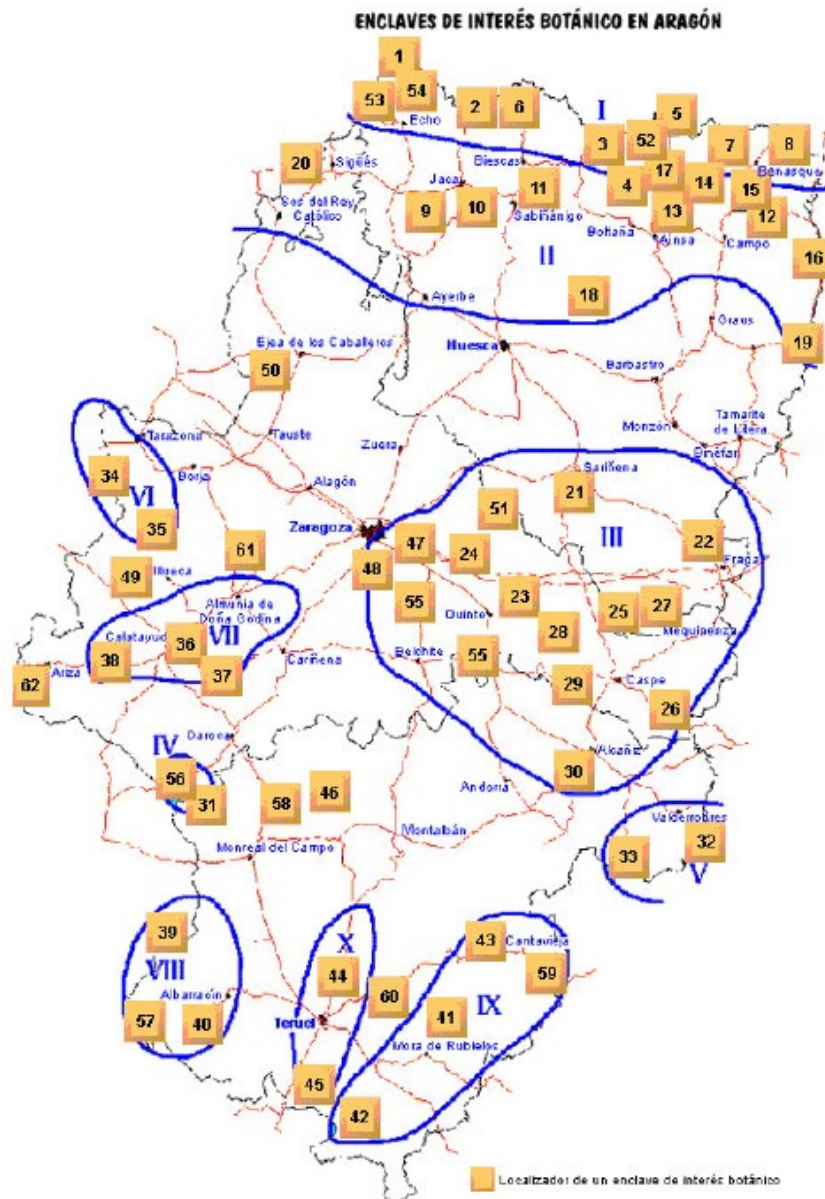 ENCLAVES DE INTERÉS BOTÁNICO EN ARAGÓN
1
53
54
2
6
I
5
Echo
3
52
7
8
20
Sigüés
Biescas
17
Benasque
Jaca
11
4
14
15
Sos del Rey
Católico
9
10
Sabiñánigo
13
12
Boltaña
Ainsa
Campo
II
16
18
Ayerbe
Graus
19
Ejea de los Caballeros
Huesca
50
Barbastro
Tarazona
Tauste
Monzón
Tamarite
de Litera
Zuera
Binéfar
34
Borja
Sariñena
VI
Alagón
21
35
51
III
Zaragoza
47
22
61
24
48
Fraga
49
Illueca
Almunia de
Doña Godina
55
23
25
27
VII
Quinto
Calatayud
36
28
Mequinenza
38
Cariñena
Belchite
55
62
Ariza
37
29
Caspe
26
IV
Daroca
Alcañiz
56
30
31
58
46
Andorra
Valderrobres
Montalbán
32
Monreal del Campo
33
V
39
X
43
Cantavieja
VIII
44
59
Albarracín
60
IX
57
40
Teruel
41
Mora de Rubielos
45
42
Localizador de un enclave de interés botánico